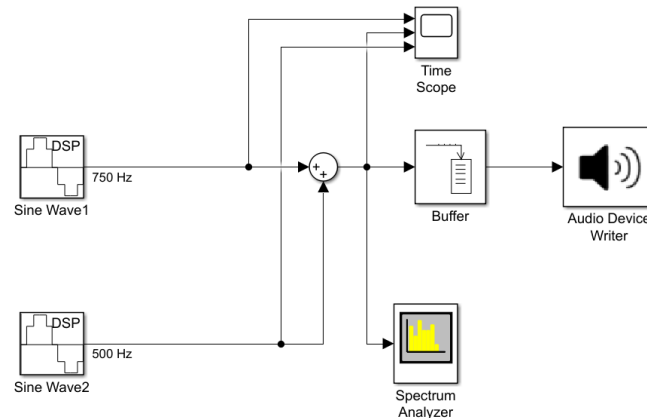 Time
Scope
DSP
750 Hz
Sine Wave1
+
+
Buffer
Audio Device
Writer
DSP
500 Hz
Sine Wave2
Spectrum
Analyzer